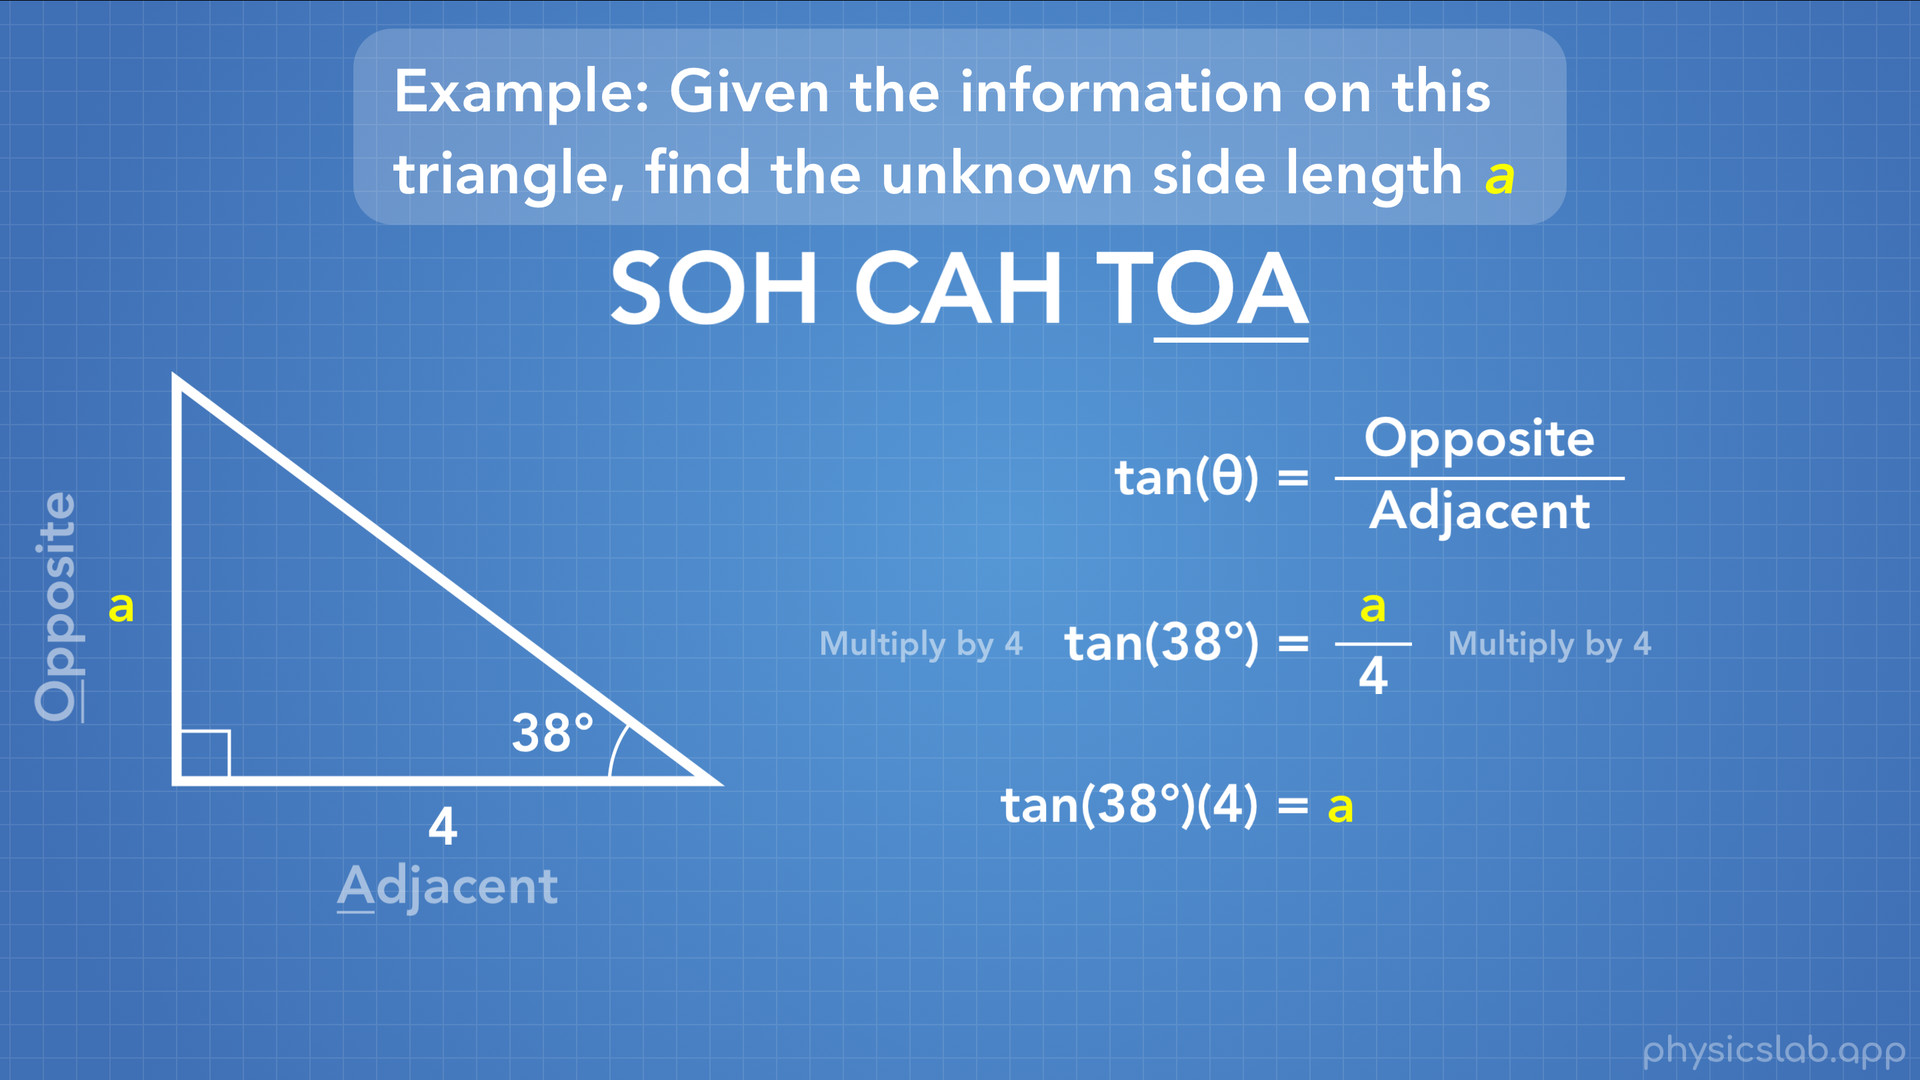 Example: Given the information on this
triangle, find the unknown side length a
SOH CAH TOA
Opposite
a
38°
4
Adjacent
tan(θ) = Opposite
Adjacent
Multiply by 4 tan(38°) = a Multiply by 4
4
tan(38°)(4) = a
physicslab.app